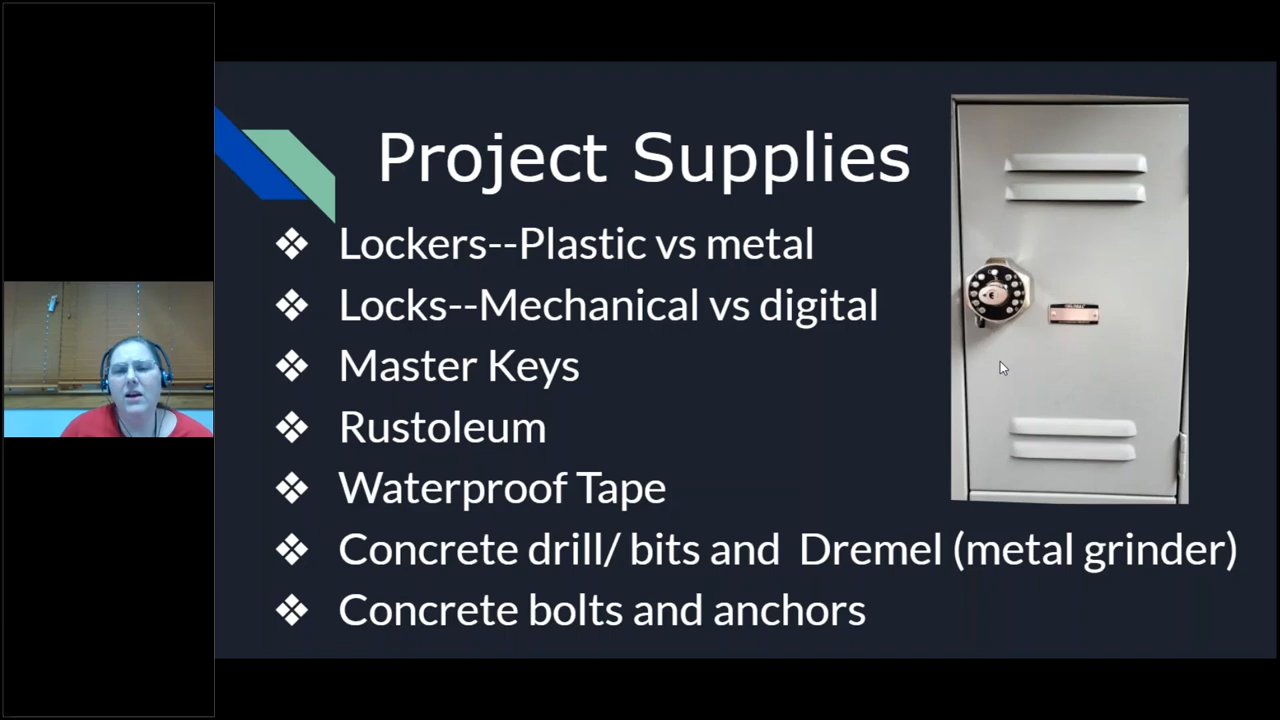 Project Supplies
Lockers--Plastic vs metal
Locks--Mechanical vs digital
Master Keys
Rustoleum
Waterproof Tape
Concrete drill/ bits and Dremel (metal grinder)
Concrete bolts and anchors